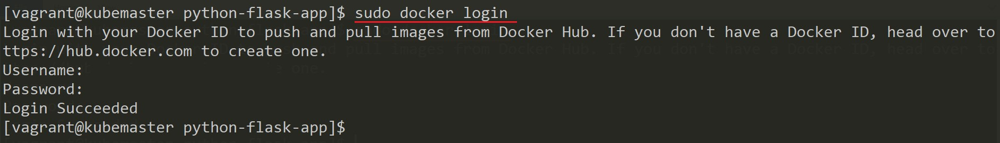 [vagrant@kubemaster python-flask-app]$ sudo docker login
Login with your Docker ID to push and pull images from Docker Hub. If you don't have a Docker ID, head over to
ttps://hub.docker.com to create one.
Username:
Password:
Login Succeeded
[vagrant@kubemaster python-flask-app]$